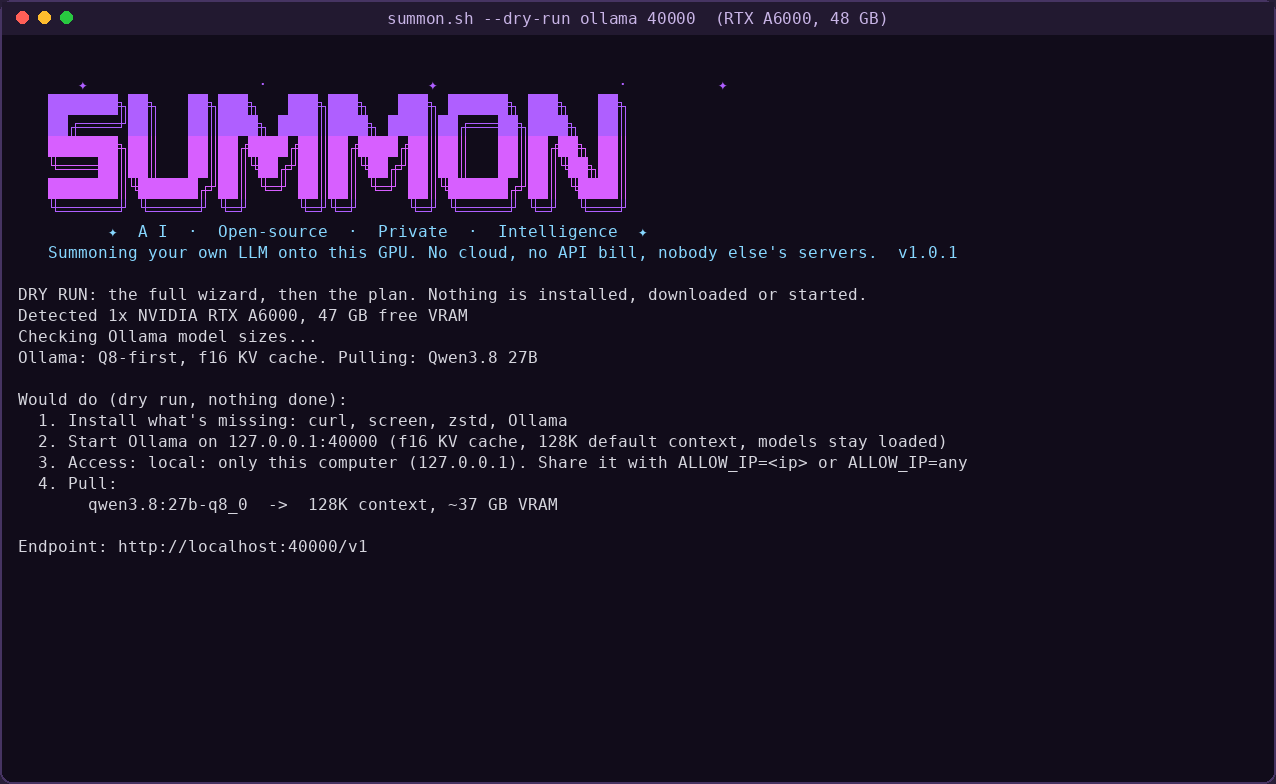 summon.sh --dry-run ollama 40000  (RTX A6000, 48 GB)
SUMMON
✦  A I  ·  Open-source  ·  Private  ·  Intelligence  ✦
Summoning your own LLM onto this GPU. No cloud, no API bill, nobody else's servers.  v1.0.1
DRY RUN: the full wizard, then the plan. Nothing is installed, downloaded or started.
Detected 1x NVIDIA RTX A6000, 47 GB free VRAM
Checking Ollama model sizes...
Ollama: Q8-first, f16 KV cache. Pulling: Qwen3.8 27B
Would do (dry run, nothing done):
1. Install what's missing: curl, screen, zstd, Ollama
2. Start Ollama on 127.0.0.1:40000 (f16 KV cache, 128K default context, models stay loaded)
3. Access: local: only this computer (127.0.0.1). Share it with ALLOW_IP=<ip> or ALLOW_IP=any
4. Pull:
qwen3.8:27b-q8_0  ->  128K context, ~37 GB VRAM
Endpoint: http://localhost:40000/v1